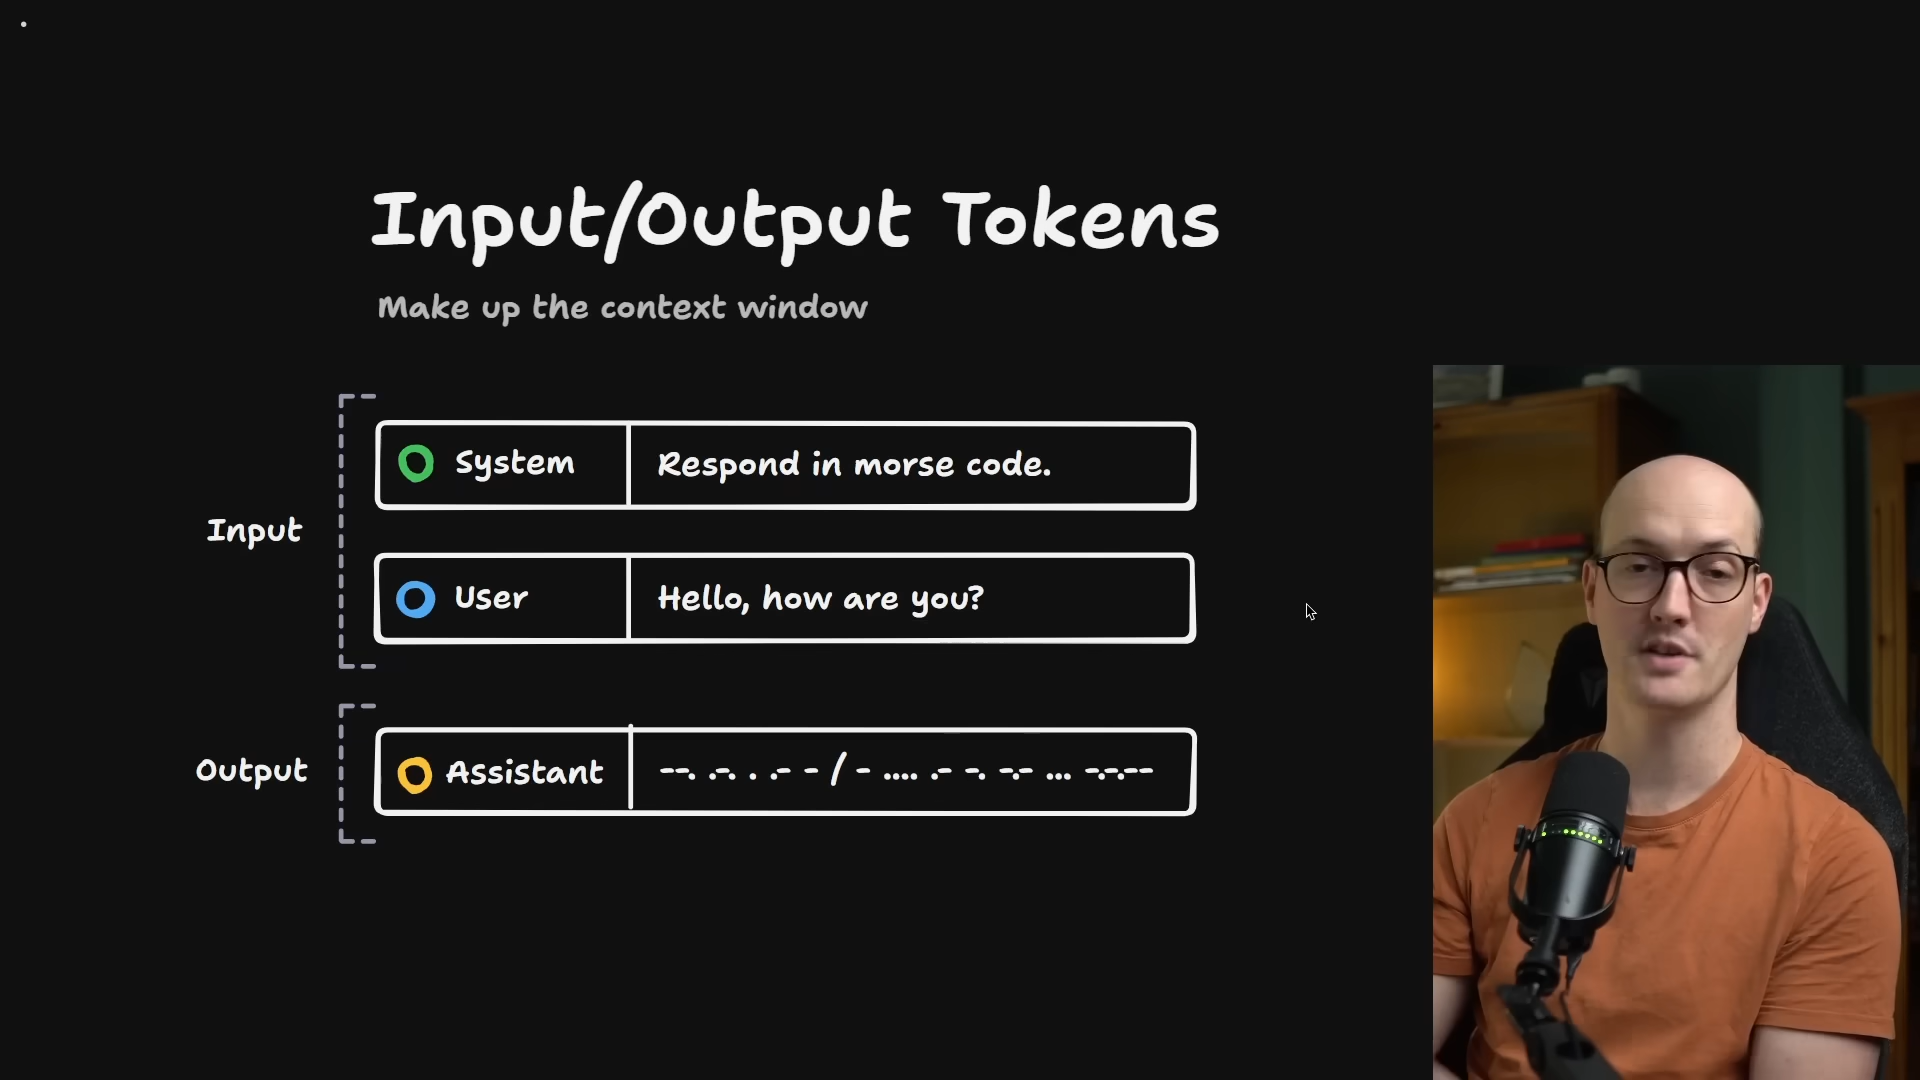 Input/Output Tokens
Make up the context window
Input
System
Respond in morse code.
User
Hello, how are you?
Output
Assistant
--. .-. . .- - / - .... .- -. -.- ... --..--